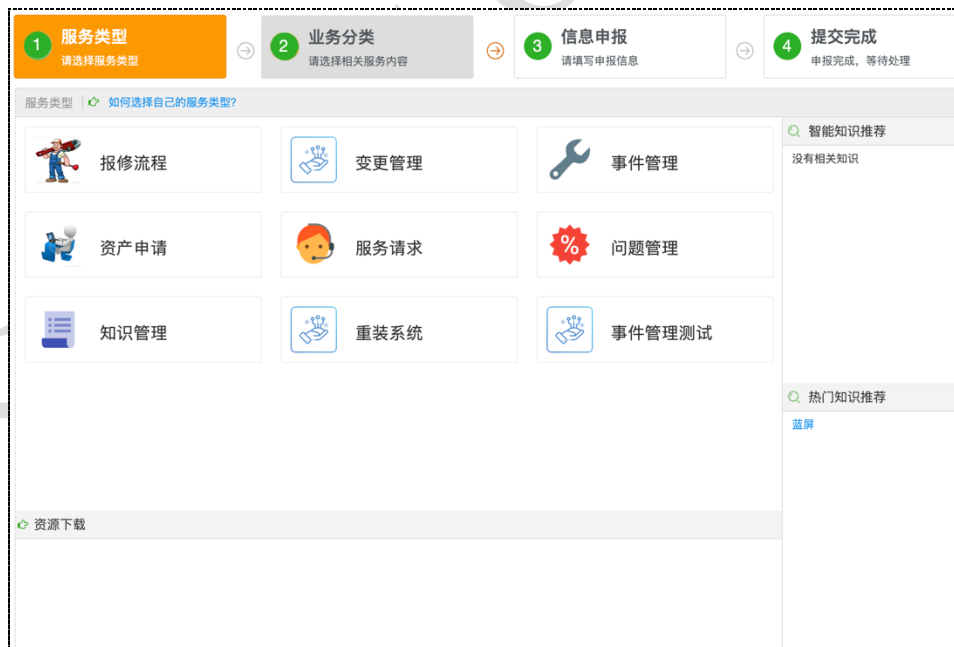 1 服务类型
请选择服务类型
2 业务分类
请选择相关服务内容
3 信息申报
请填写申报信息
4 提交完成
申报完成，等待处理
服务类型 如何选择自己的服务类型?
报修流程
变更管理
事件管理
资产申请
服务请求
% 问题管理
知识管理
重装系统
事件管理测试
智能知识推荐
没有相关知识
热门知识推荐
蓝屏
资源下载